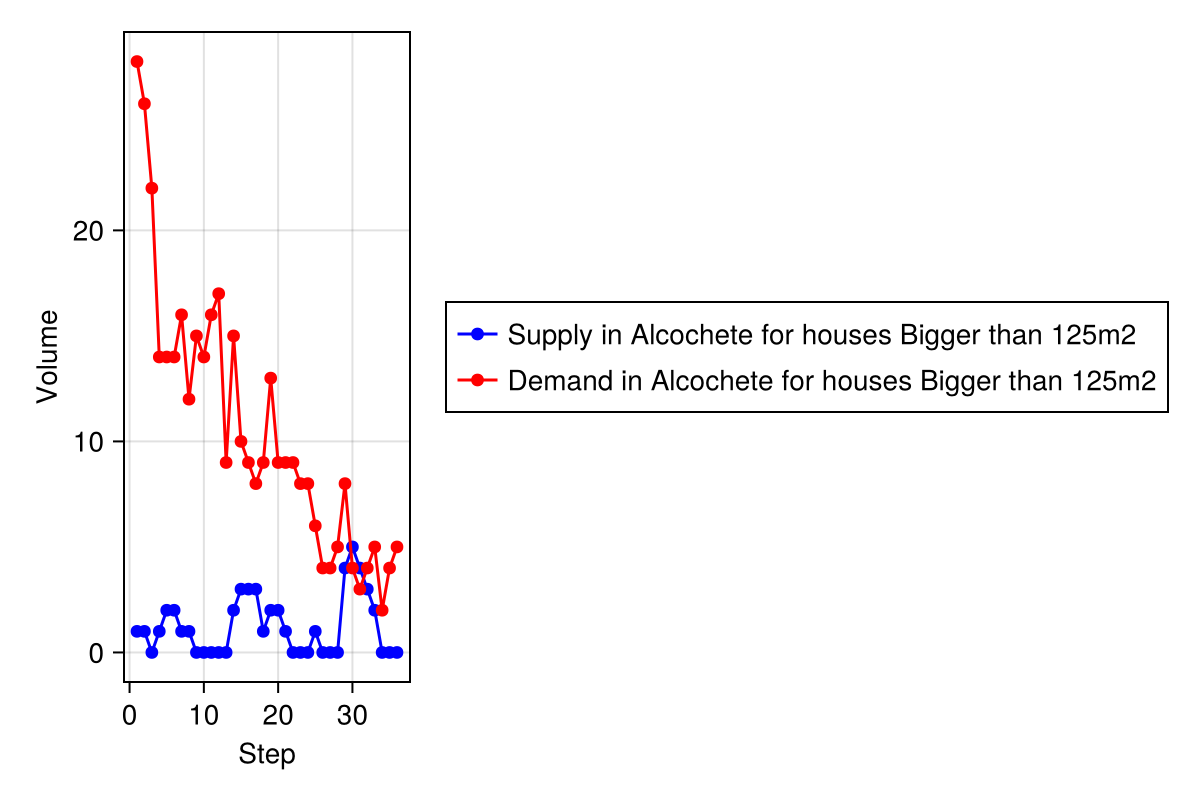 Volume
20
10
0
0 10 20 30
Step
Supply in Alcochete for houses Bigger than 125m2
Demand in Alcochete for houses Bigger than 125m2